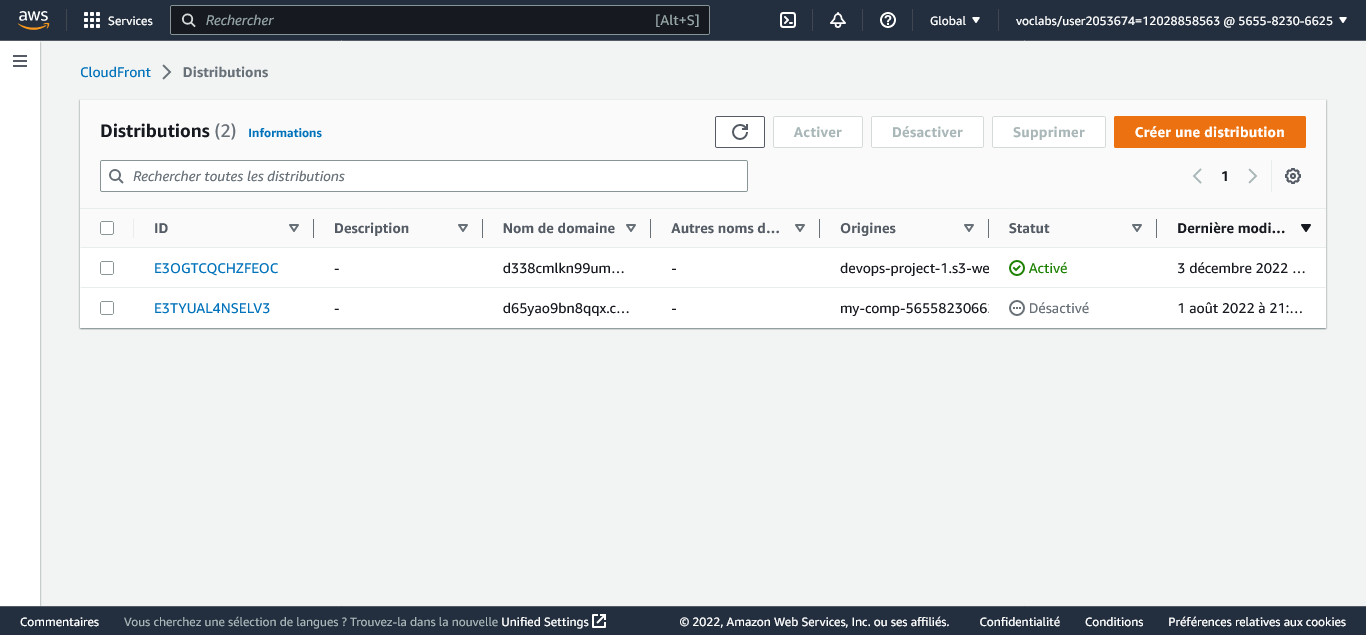 aws Services Rechercher [Alt+S] Global voclabs/user2053674=12028858563 @ 5655-8230-6625
CloudFront Distributions
Distributions (2) Informations Activer Désactiver Supprimer Créer une distribution
Rechercher toutes les distributions 1
ID Description Nom de domaine Autres noms d... Origines Statut Dernière modi...
E3OGTCQCHZFEOC - d338cmlkn99um... - devops-project-1.s3-we Activé 3 décembre 2022 ...
E3TYUAL4NSELV3 - d65yao9bn8qqx.c... - my-comp-56558230662 Désactivé 1 août 2022 à 21:...
Commentaires Vous cherchez une sélection de langues ? Trouvez-la dans la nouvelle Unified Settings © 2022, Amazon Web Services, Inc. ou ses affiliés. Confidentialité Conditions Préférences relatives aux cookies